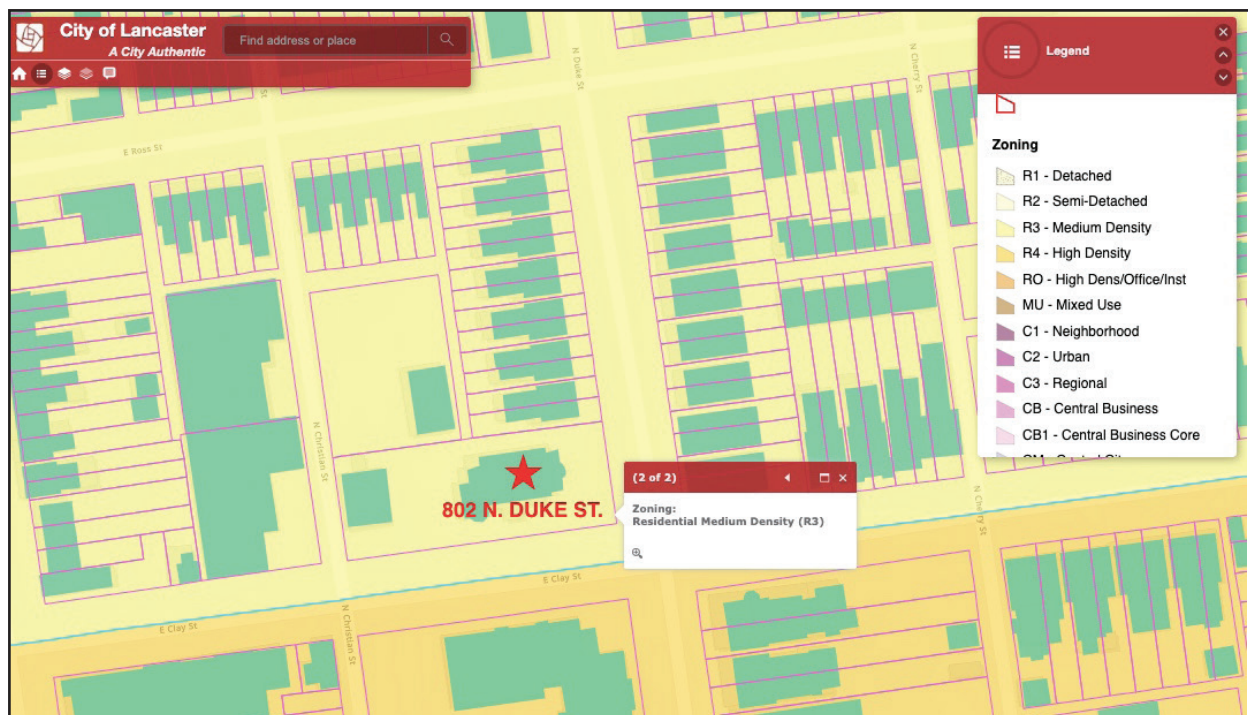 City of Lancaster
A City Authentic
Find address or place
Legend
Zoning
R1 - Detached
R2 - Semi-Detached
R3 - Medium Density
R4 - High Density
RO - High Dens/Office/Inst
MU - Mixed Use
C1 - Neighborhood
C2 - Urban
C3 - Regional
CB - Central Business
CB1 - Central Business Core
N Duke St
N Cherry St
E Ross St
N Christian St
802 N. DUKE ST.
(2 of 2)
Zoning:
Residential Medium Density (R3)
N Cherry St
E Clay St
E Clay St
N Christian St